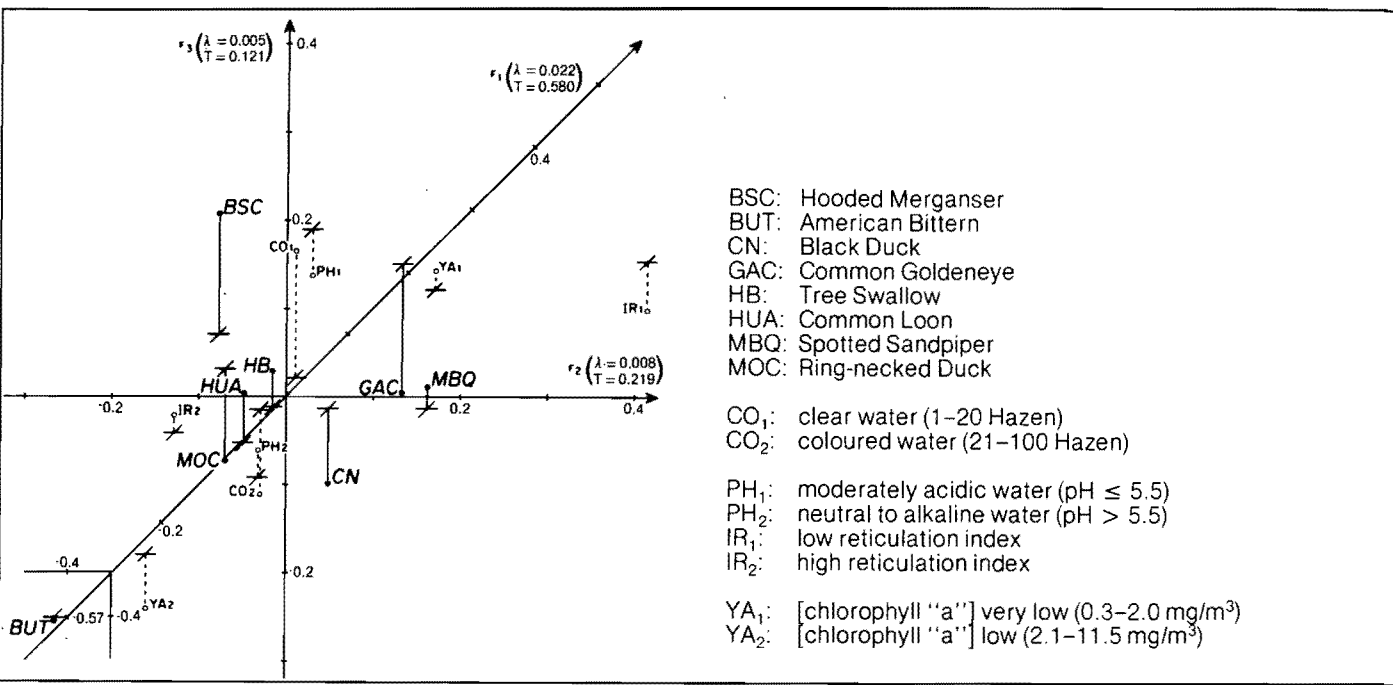 F3 (λ = 0.005
T = 0.121)
0.4
F1 (λ = 0.022
T = 0.580)
0.4
BSC
0.2
CO1
PH1
YA1
IR1
F2 (λ = 0.008
T = 0.219)
HB
HUA
GAC
MBQ
-0.2
0.2
0.4
IR2
MOC
PH2
CO2
CN
-0.2
-0.4
-0.2
YA2
BUT
-0.57
-0.4
BSC: Hooded Merganser
BUT: American Bittern
CN: Black Duck
GAC: Common Goldeneye
HB: Tree Swallow
HUA: Common Loon
MBQ: Spotted Sandpiper
MOC: Ring-necked Duck
CO₁: clear water (1–20 Hazen)
CO₂: coloured water (21–100 Hazen)
PH₁: moderately acidic water (pH ≤ 5.5)
PH₂: neutral to alkaline water (pH > 5.5)
IR₁: low reticulation index
IR₂: high reticulation index
YA₁: [chlorophyll "a"] very low (0.3–2.0 mg/m³)
YA₂: [chlorophyll "a"] low (2.1–11.5 mg/m³)